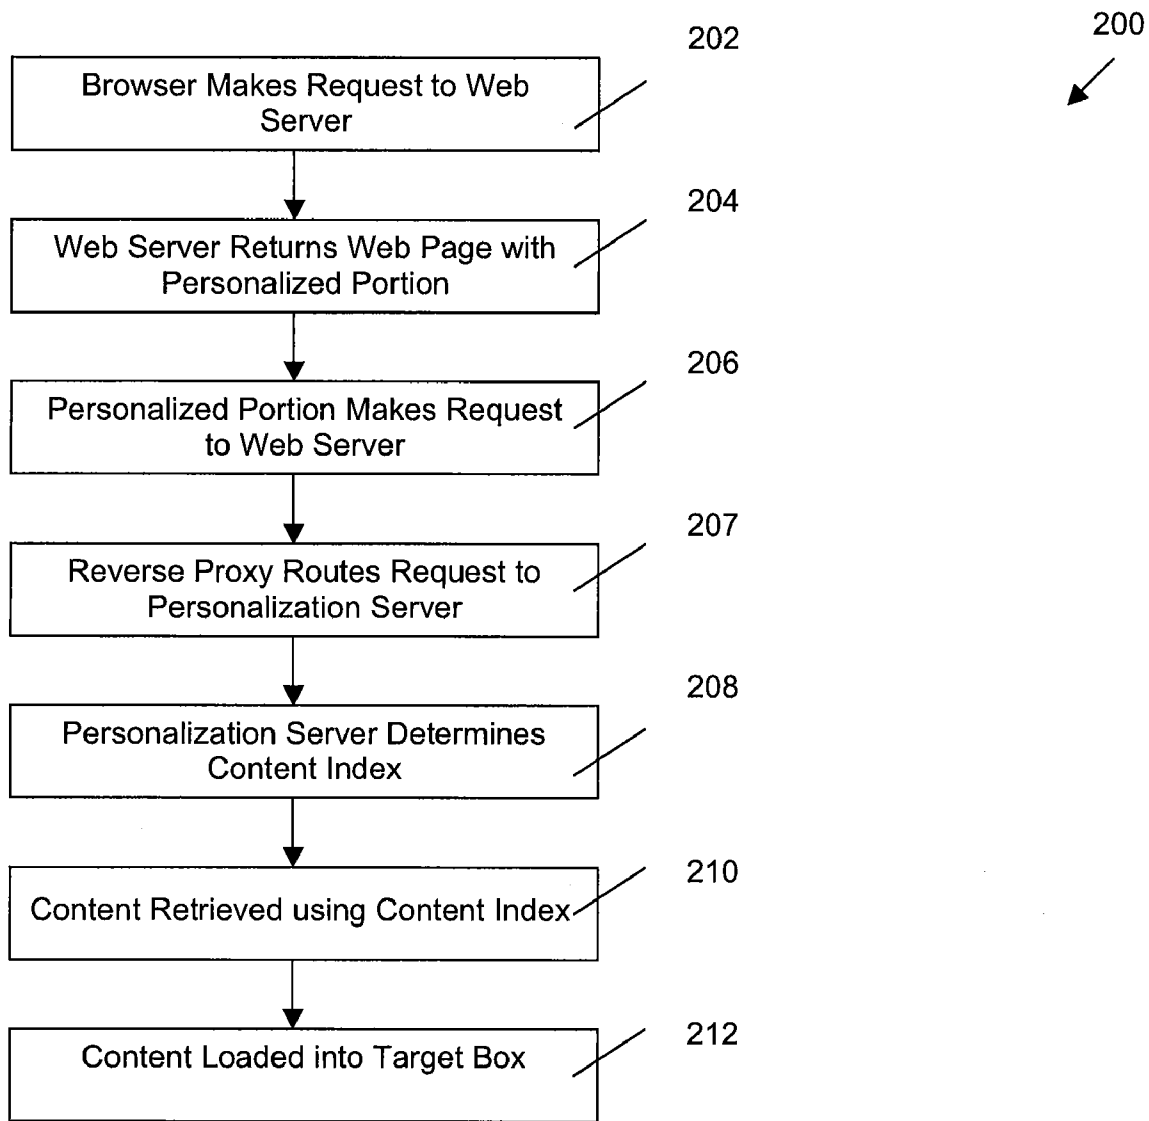 200
202
Browser Makes Request to Web
Server
204
Web Server Returns Web Page with
Personalized Portion
206
Personalized Portion Makes Request
to Web Server
207
Reverse Proxy Routes Request to
Personalization Server
208
Personalization Server Determines
Content Index
210
Content Retrieved using Content Index
212
Content Loaded into Target Box